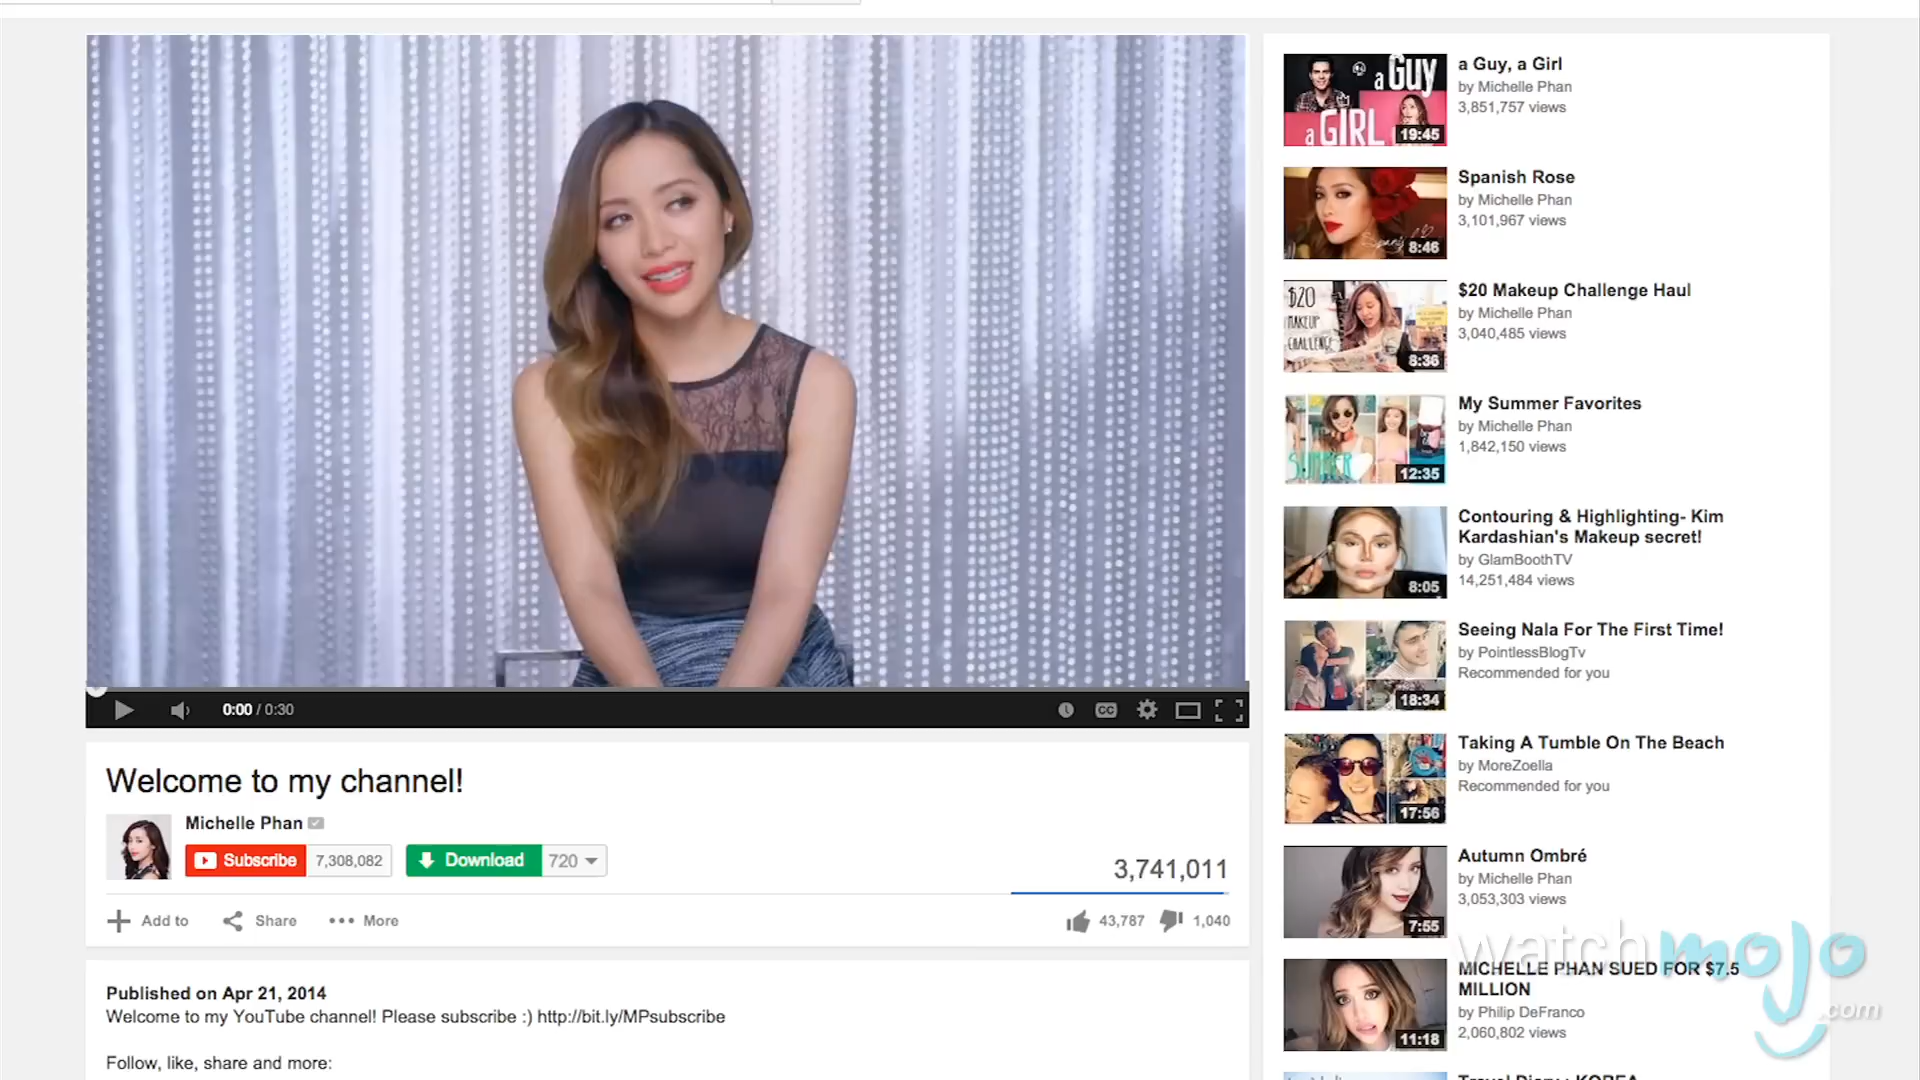 0:00 / 0:30
CC
Welcome to my channel!
Michelle Phan
Subscribe 7,308,082 Download 720
3,741,011
Add to Share More 43,787 1,040
Published on Apr 21, 2014
Welcome to my YouTube channel! Please subscribe :) http://bit.ly/MPsubscribe
Follow, like, share and more:
a Guy
a GIRL
19:45
a Guy, a Girl
by Michelle Phan
3,851,757 views
8:46
Spanish Rose
by Michelle Phan
3,101,967 views
$20
MAKEUP
CHALLENGE
8:36
$20 Makeup Challenge Haul
by Michelle Phan
3,040,485 views
SUMMER
12:35
My Summer Favorites
by Michelle Phan
1,842,150 views
8:05
Contouring & Highlighting- Kim
Kardashian's Makeup secret!
by GlamBoothTV
14,251,484 views
18:34
Seeing Nala For The First Time!
by PointlessBlogTv
Recommended for you
17:56
Taking A Tumble On The Beach
by MoreZoella
Recommended for you
7:55
Autumn Ombré
by Michelle Phan
3,053,303 views
11:18
MICHELLE PHAN SUED FOR $7.5
MILLION
by Philip DeFranco
2,060,802 views
watchmojo
.com